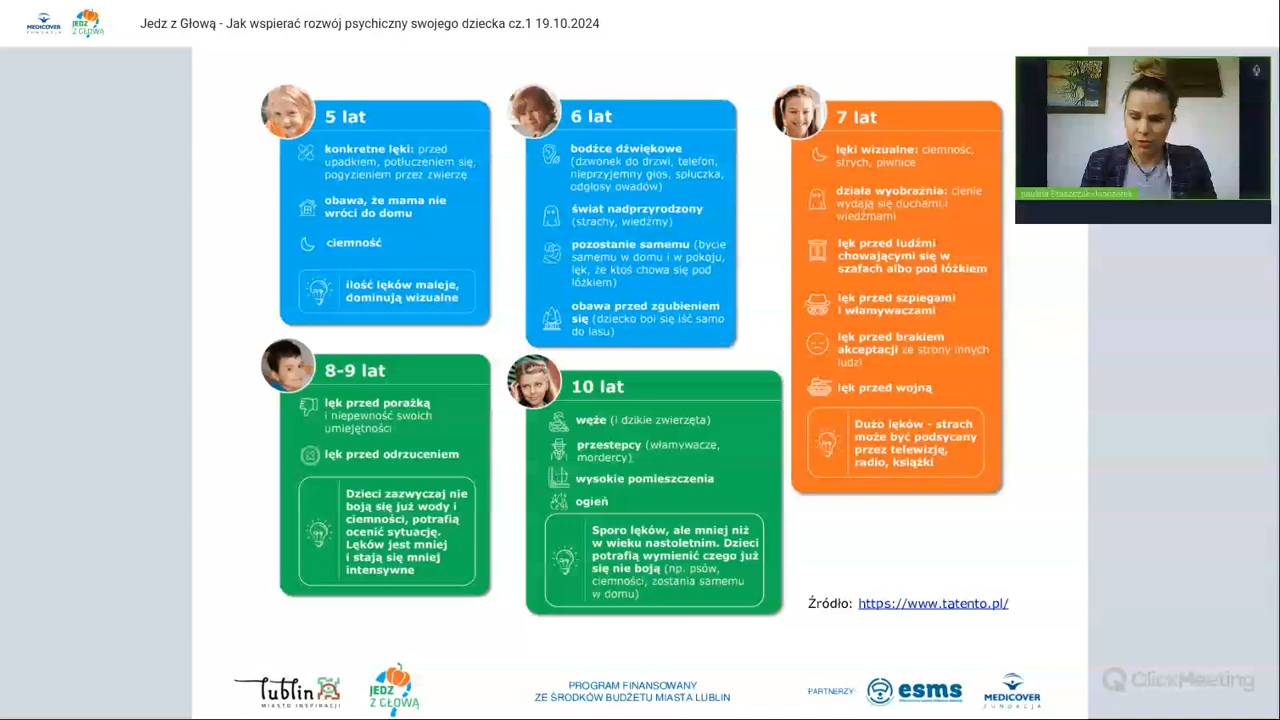 MEDICOVER
FUNDACJA
JEDZ
Z GŁOWĄ
Jedz z Głową - Jak wspierać rozwój psychiczny swojego dziecka cz.1 19.10.2024
5 lat
konkretne lęki: przed
upadkiem, potłuczeniem się,
pogyzieniem przez zwierzę
obawa, że mama nie
wróci do domu
ciemność
ilość lęków maleje,
dominują wizualne
6 lat
bodźce dźwiękowe
(dzwonek do drzwi, telefon,
nieprzyjemny głos, spłuczka,
odgłosy owadów)
świat nadprzyrodzony
(strachy, wiedźmy)
pozostanie samemu (bycie
samemu w domu i w pokoju,
lęk, że ktoś chowa się pod
łóżkiem)
obawa przed zgubieniem
się (dziecko boi się iść samo
do lasu)
7 lat
lęki wizualne: ciemność,
strych, piwnice
działa wyobraźnia: cienie
wydają się duchami i
wiedźmami
lęk przed ludźmi
chowającymi się w
szafach albo pod łóżkiem
lęk przed szpiegami
i włamywaczami
lęk przed brakiem
akceptacji ze strony innych
ludzi
lęk przed wojną
Dużo lęków - strach
może być podsycany
przez telewizję,
radio, książki
8-9 lat
lęk przed porażką
i niepewność swoich
umiejętności
lęk przed odrzuceniem
Dzieci zazwyczaj nie
boją się już wody i
ciemności, potrafią
ocenić sytuację.
Lęków jest mniej
i stają się mniej
intensywne
10 lat
węże (i dzikie zwierzęta)
przestępcy (włamywacze,
mordercy)
wysokie pomieszczenia
ogień
Sporo lęków, ale mniej niż
w wieku nastoletnim. Dzieci
potrafią wymienić czego już
się nie boją (np. psów,
ciemności, zostania samemu
w domu)
Źródło: https://www.tatento.pl/
lublin
MIASTO INSPIRACJI
JEDZ
Z GŁOWĄ
PROGRAM FINANSOWANY
ZE ŚRODKÓW BUDŻETU MIASTA LUBLIN
PARTNERZY:
esms
MEDICOVER
FUNDACJA
ClickMeeting